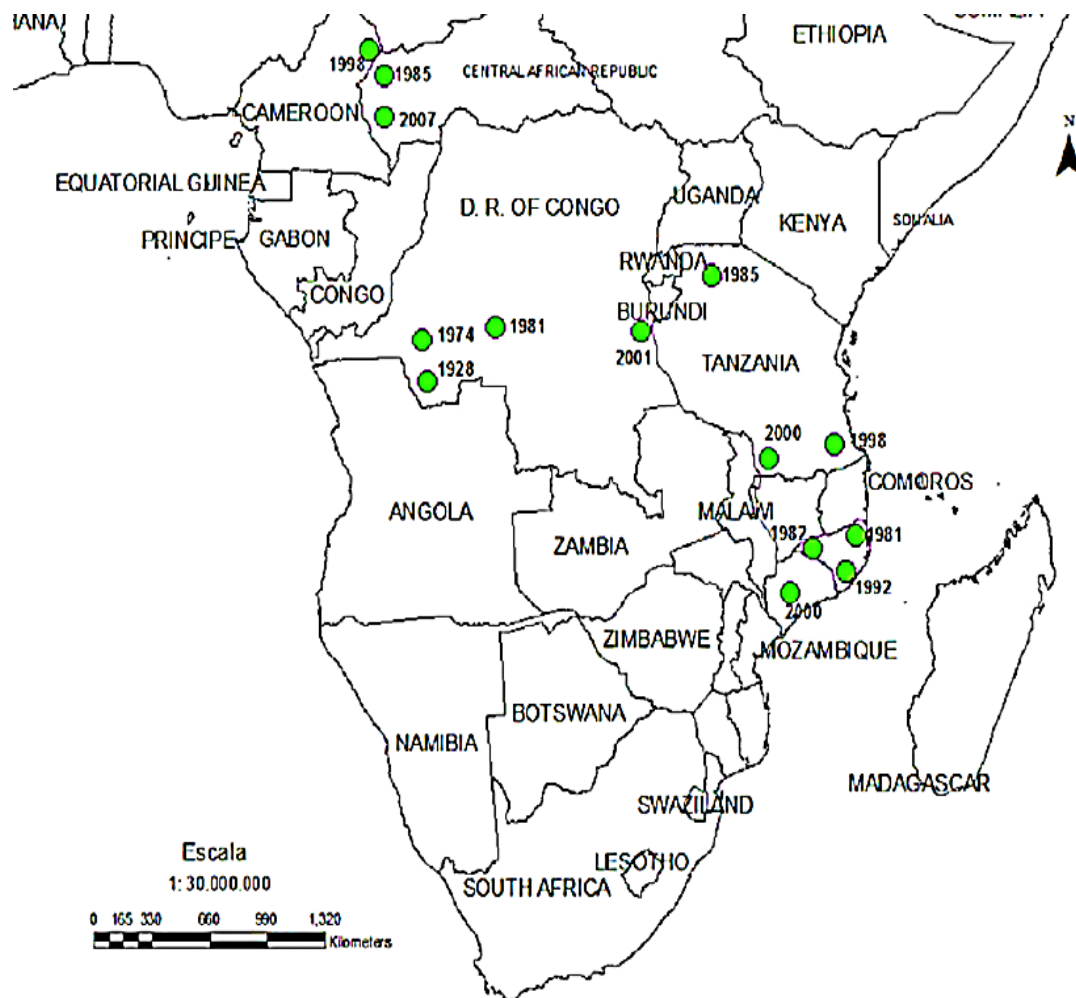 ETHIOPIA
1998
1985
CENTRAL AFRICAN REPUBLIC
CAMEROON
2007
N
EQUATORIAL GUINEA
D. R. OF CONGO
UGANDA
KENYA
SOMALIA
PRINCIPE
GABON
RWANDA
1985
CONGO
BURUNDI
1974
1981
2001
TANZANIA
1928
2000
1998
COMOROS
ANGOLA
MALAWI
ZAMBIA
1987
1981
1992
2000
ZIMBABWE
MOZAMBIQUE
BOTSWANA
NAMIBIA
MADAGASCAR
SWAZILAND
Escala
1: 30.000.000
LESOTHO
SOUTH AFRICA
0 165 330 660 990 1,320
Kilometers